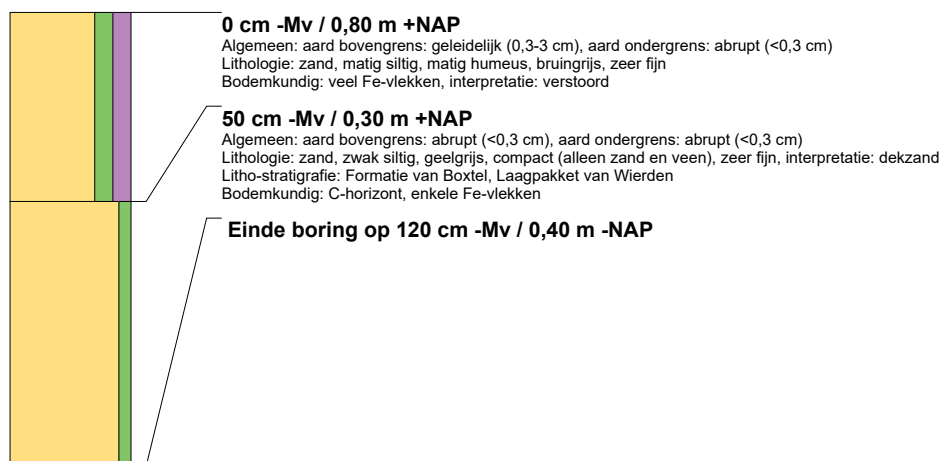 0 cm -Mv / 0,80 m +NAP
Algemeen: aard bovengrens: geleidelijk (0,3-3 cm), aard ondergrens: abrupt (<0,3 cm)
Lithologie: zand, matig siltig, matig humeus, bruingrijs, zeer fijn
Bodemkundig: veel Fe-vlekken, interpretatie: verstoord
50 cm -Mv / 0,30 m +NAP
Algemeen: aard bovengrens: abrupt (<0,3 cm), aard ondergrens: abrupt (<0,3 cm)
Lithologie: zand, zwak siltig, geelgrijs, compact (alleen zand en veen), zeer fijn, interpretatie: dekzand
Litho-stratigrafie: Formatie van Boxtel, Laagpakket van Wierden
Bodemkundig: C-horizont, enkele Fe-vlekken
Einde boring op 120 cm -Mv / 0,40 m -NAP